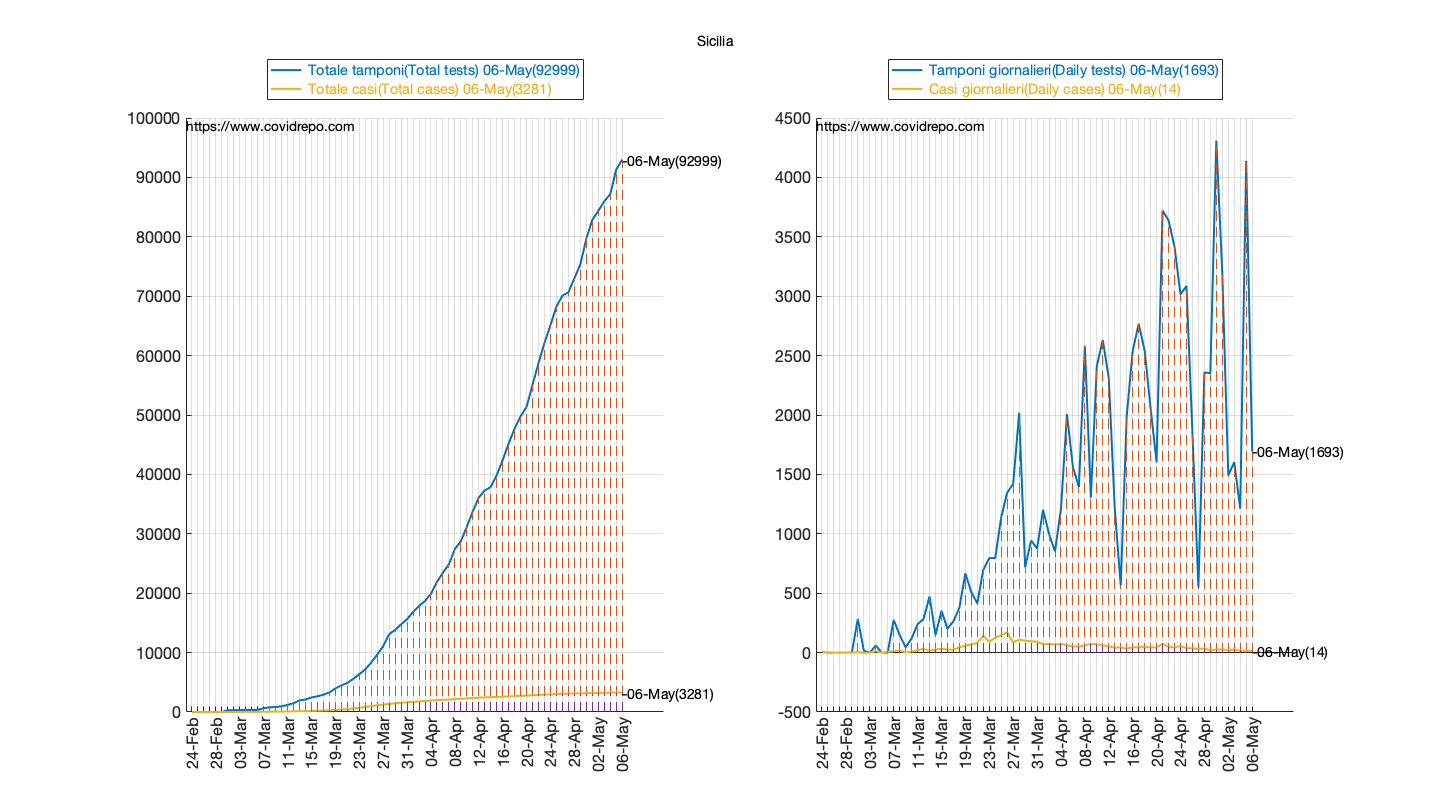 Sicilia
Totale tamponi(Total tests) 06-May(92999)
Totale casi(Total cases) 06-May(3281)
https://www.covidrepo.com
100000
90000
80000
70000
60000
50000
40000
30000
20000
10000
0
06-May(92999)
06-May(3281)
24-Feb
28-Feb
03-Mar
07-Mar
11-Mar
15-Mar
19-Mar
23-Mar
27-Mar
31-Mar
04-Apr
08-Apr
12-Apr
16-Apr
20-Apr
24-Apr
28-Apr
02-May
06-May
Tamponi giornalieri(Daily tests) 06-May(1693)
Casi giornalieri(Daily cases) 06-May(14)
https://www.covidrepo.com
4500
4000
3500
3000
2500
2000
1500
1000
500
0
-500
06-May(1693)
06-May(14)
24-Feb
28-Feb
03-Mar
07-Mar
11-Mar
15-Mar
19-Mar
23-Mar
27-Mar
31-Mar
04-Apr
08-Apr
12-Apr
16-Apr
20-Apr
24-Apr
28-Apr
02-May
06-May